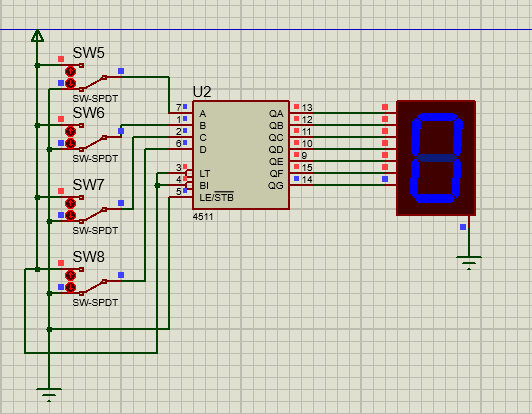 SW5
SW-SPDT
SW6
SW-SPDT
SW7
SW-SPDT
SW8
SW-SPDT
U2
7 A QA 13
1 B QB 12
2 C QC 11
6 D QD 10
QE 9
3 LT QF 15
4 BI QG 14
5 LE/STB
4511